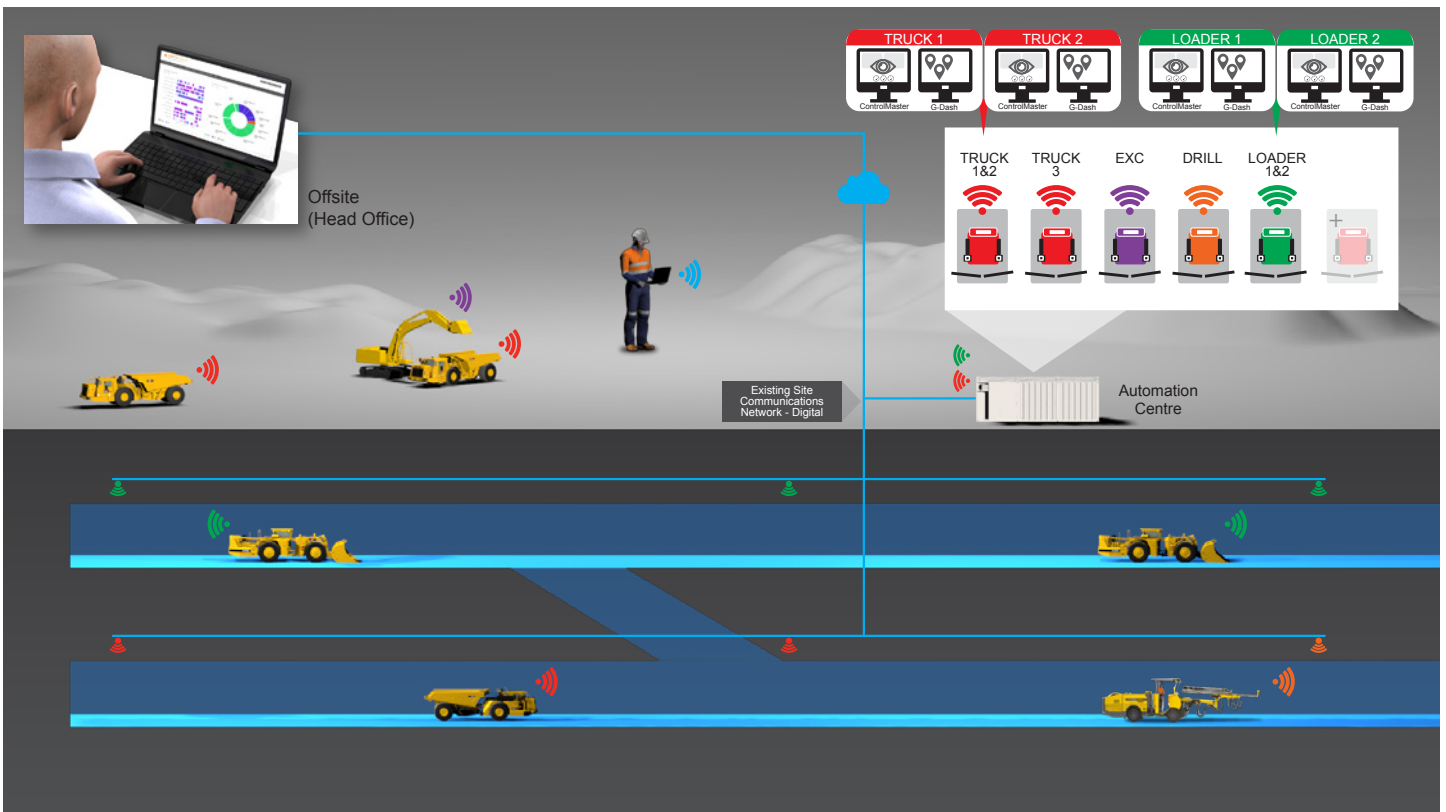 TRUCK 1
TRUCK 2
LOADER 1
LOADER 2
ControlMaster
G-Dash
ControlMaster
G-Dash
ControlMaster
G-Dash
ControlMaster
G-Dash
TRUCK
1&2
TRUCK
3
EXC
DRILL
LOADER
1&2
+
Offsite
(Head Office)
Existing Site
Communications
Network - Digital
Automation
Centre